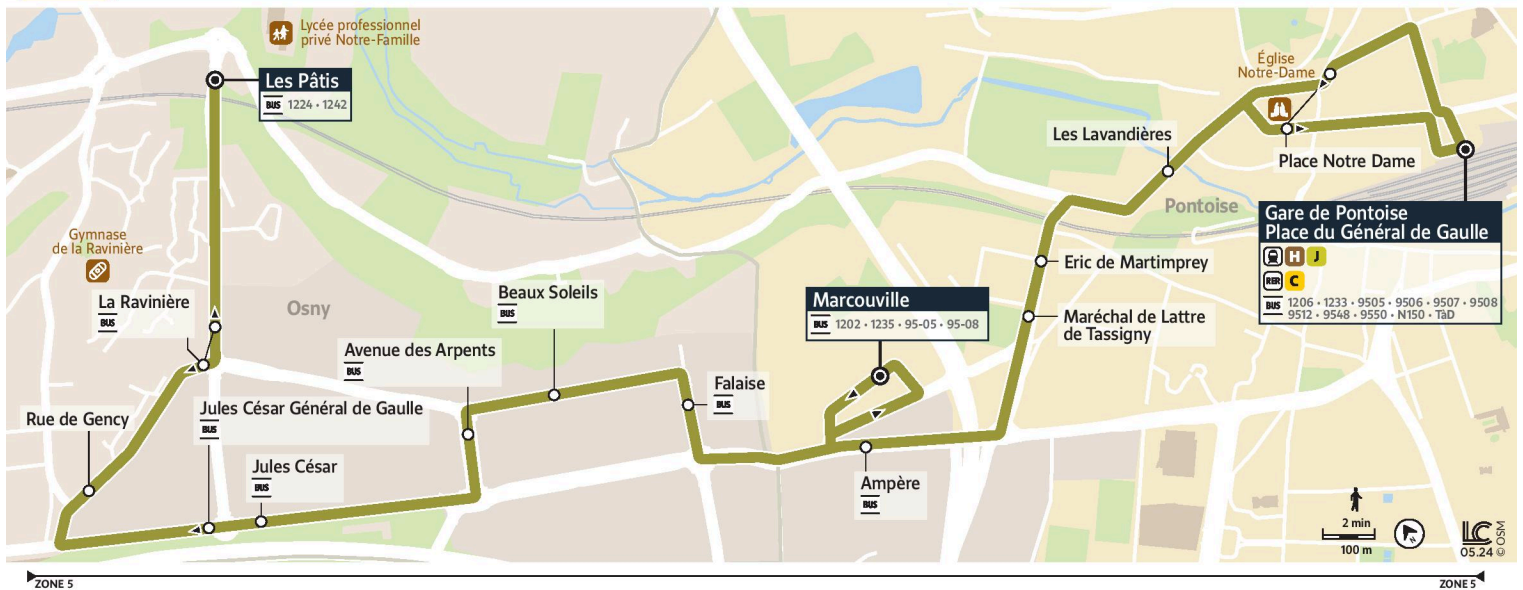 Lycée professionnel
privé Notre-Famille
Les Pâtis
BUS 1224 • 1242
Église
Notre-Dame
Les Lavandières
Place Notre Dame
Pontoise
Gare de Pontoise
Place du Général de Gaulle
H J
RER C
BUS 1206 • 1233 • 9505 • 9506 • 9507 • 9508
9512 • 9548 • 9550 • N150 • TàD
Gymnase
de la Ravinière
La Ravinière
BUS
Osny
Beaux Soleils
BUS
Marcouville
BUS 1202 • 1235 • 95-05 • 95-08
Eric de Martimprey
Maréchal de Lattre
de Tassigny
Avenue des Arpents
BUS
Falaise
BUS
Rue de Gency
Jules César Général de Gaulle
BUS
Jules César
BUS
Ampère
BUS
2 min
100 m
N
LC
05.24 © OSM
ZONE 5
ZONE 5